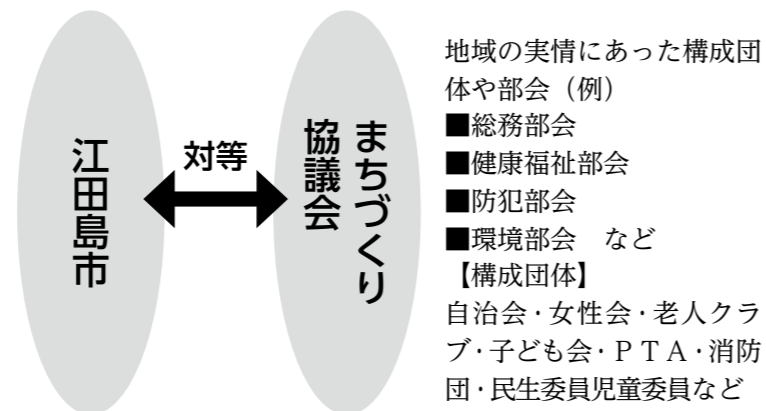 江田島市
対等
まちづくり
協議会
地域の実情にあった構成団
体や部会（例）
■総務部会
■健康福祉部会
■防犯部会
■環境部会　など
【構成団体】
自治会・女性会・老人クラ
ブ・子ども会・ＰＴＡ・消防
団・民生委員児童委員など